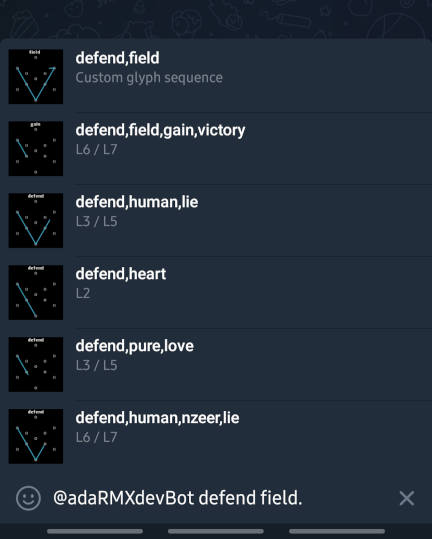 field
defend,field
Custom glyph sequence
gain
defend,field,gain,victory
L6 / L7
defend
defend,human,lie
L3 / L5
defend
defend,heart
L2
defend
defend,pure,love
L3 / L5
defend
defend,human,nzeer,lie
L6 / L7
@adaRMXdevBot defend field.